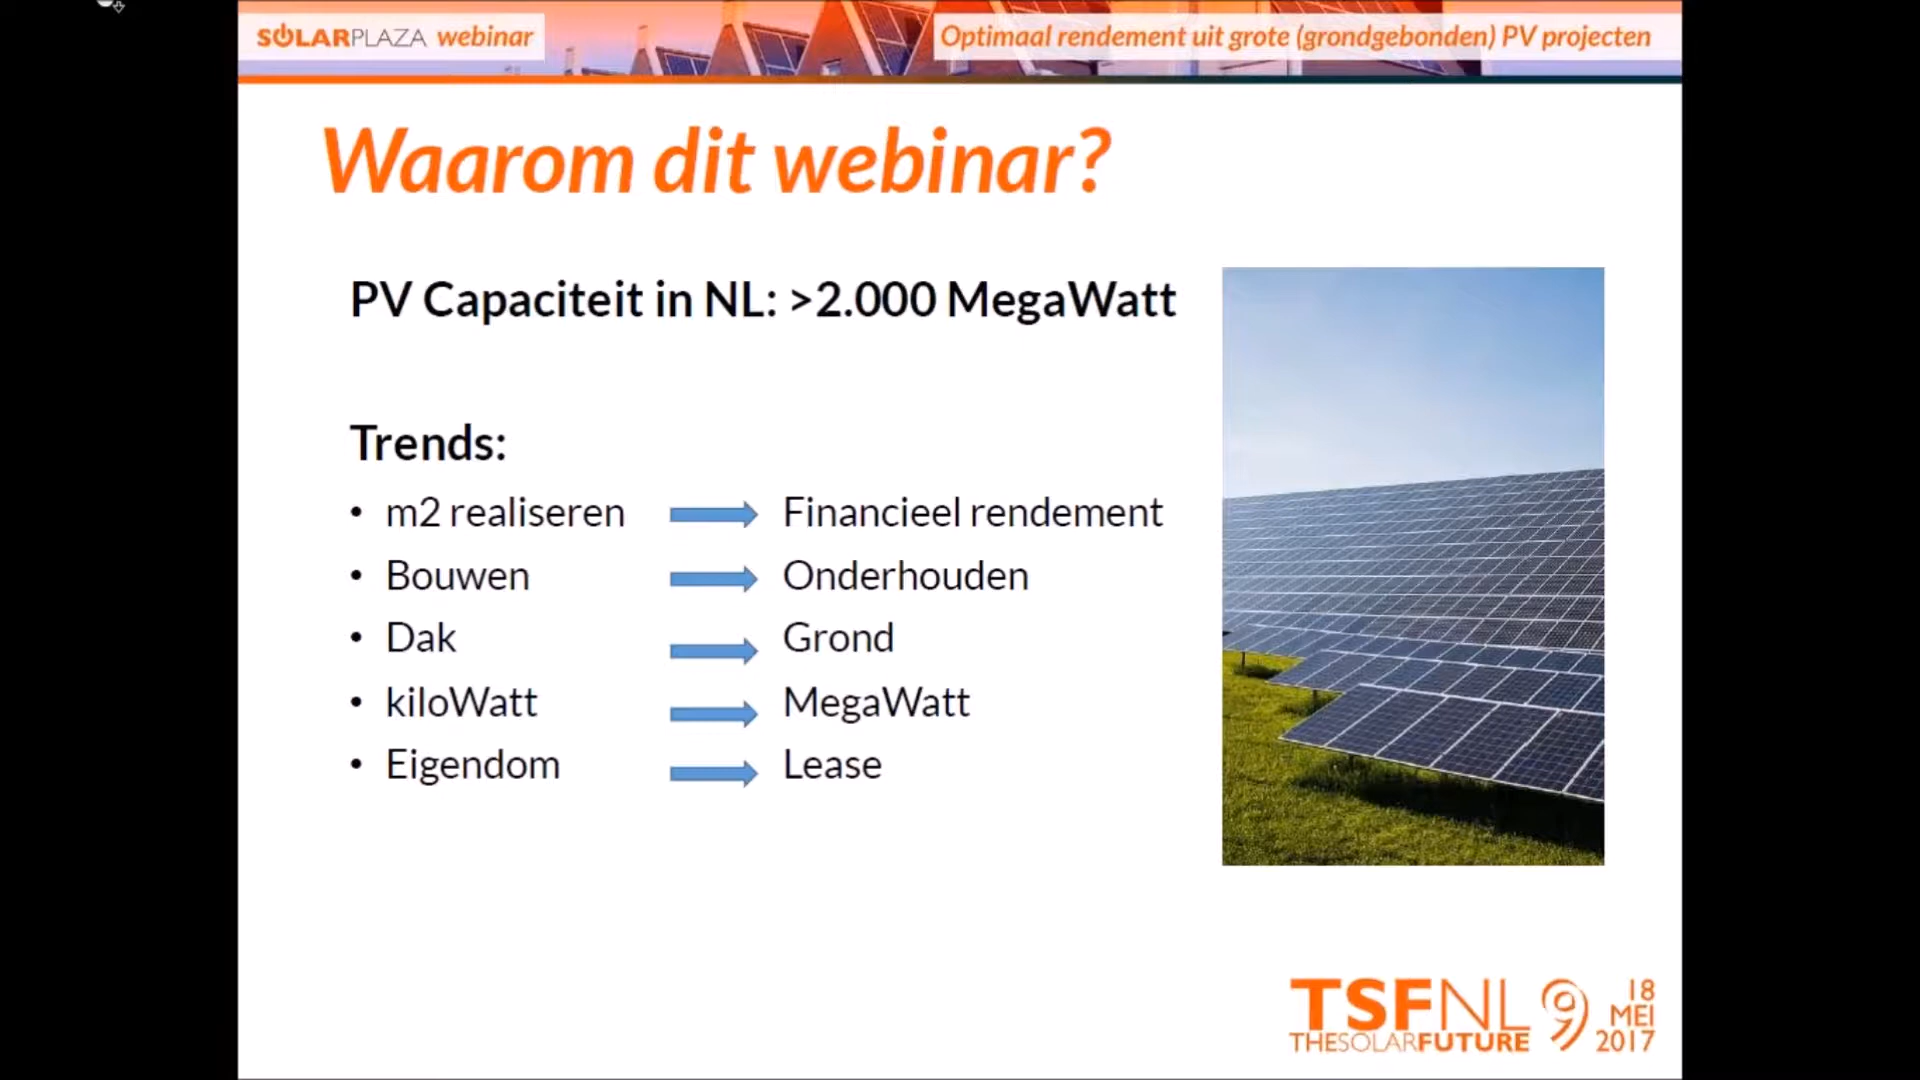 SOLARPLAZA webinar
Optimaal rendement uit grote (grondgebonden) PV projecten
Waarom dit webinar?
PV Capaciteit in NL: >2.000 MegaWatt
Trends:
• m2 realiseren Financieel rendement
• Bouwen Onderhouden
• Dak Grond
• kiloWatt MegaWatt
• Eigendom Lease
TSFNL 9
THESOLARFUTURE
18
MEI
2017